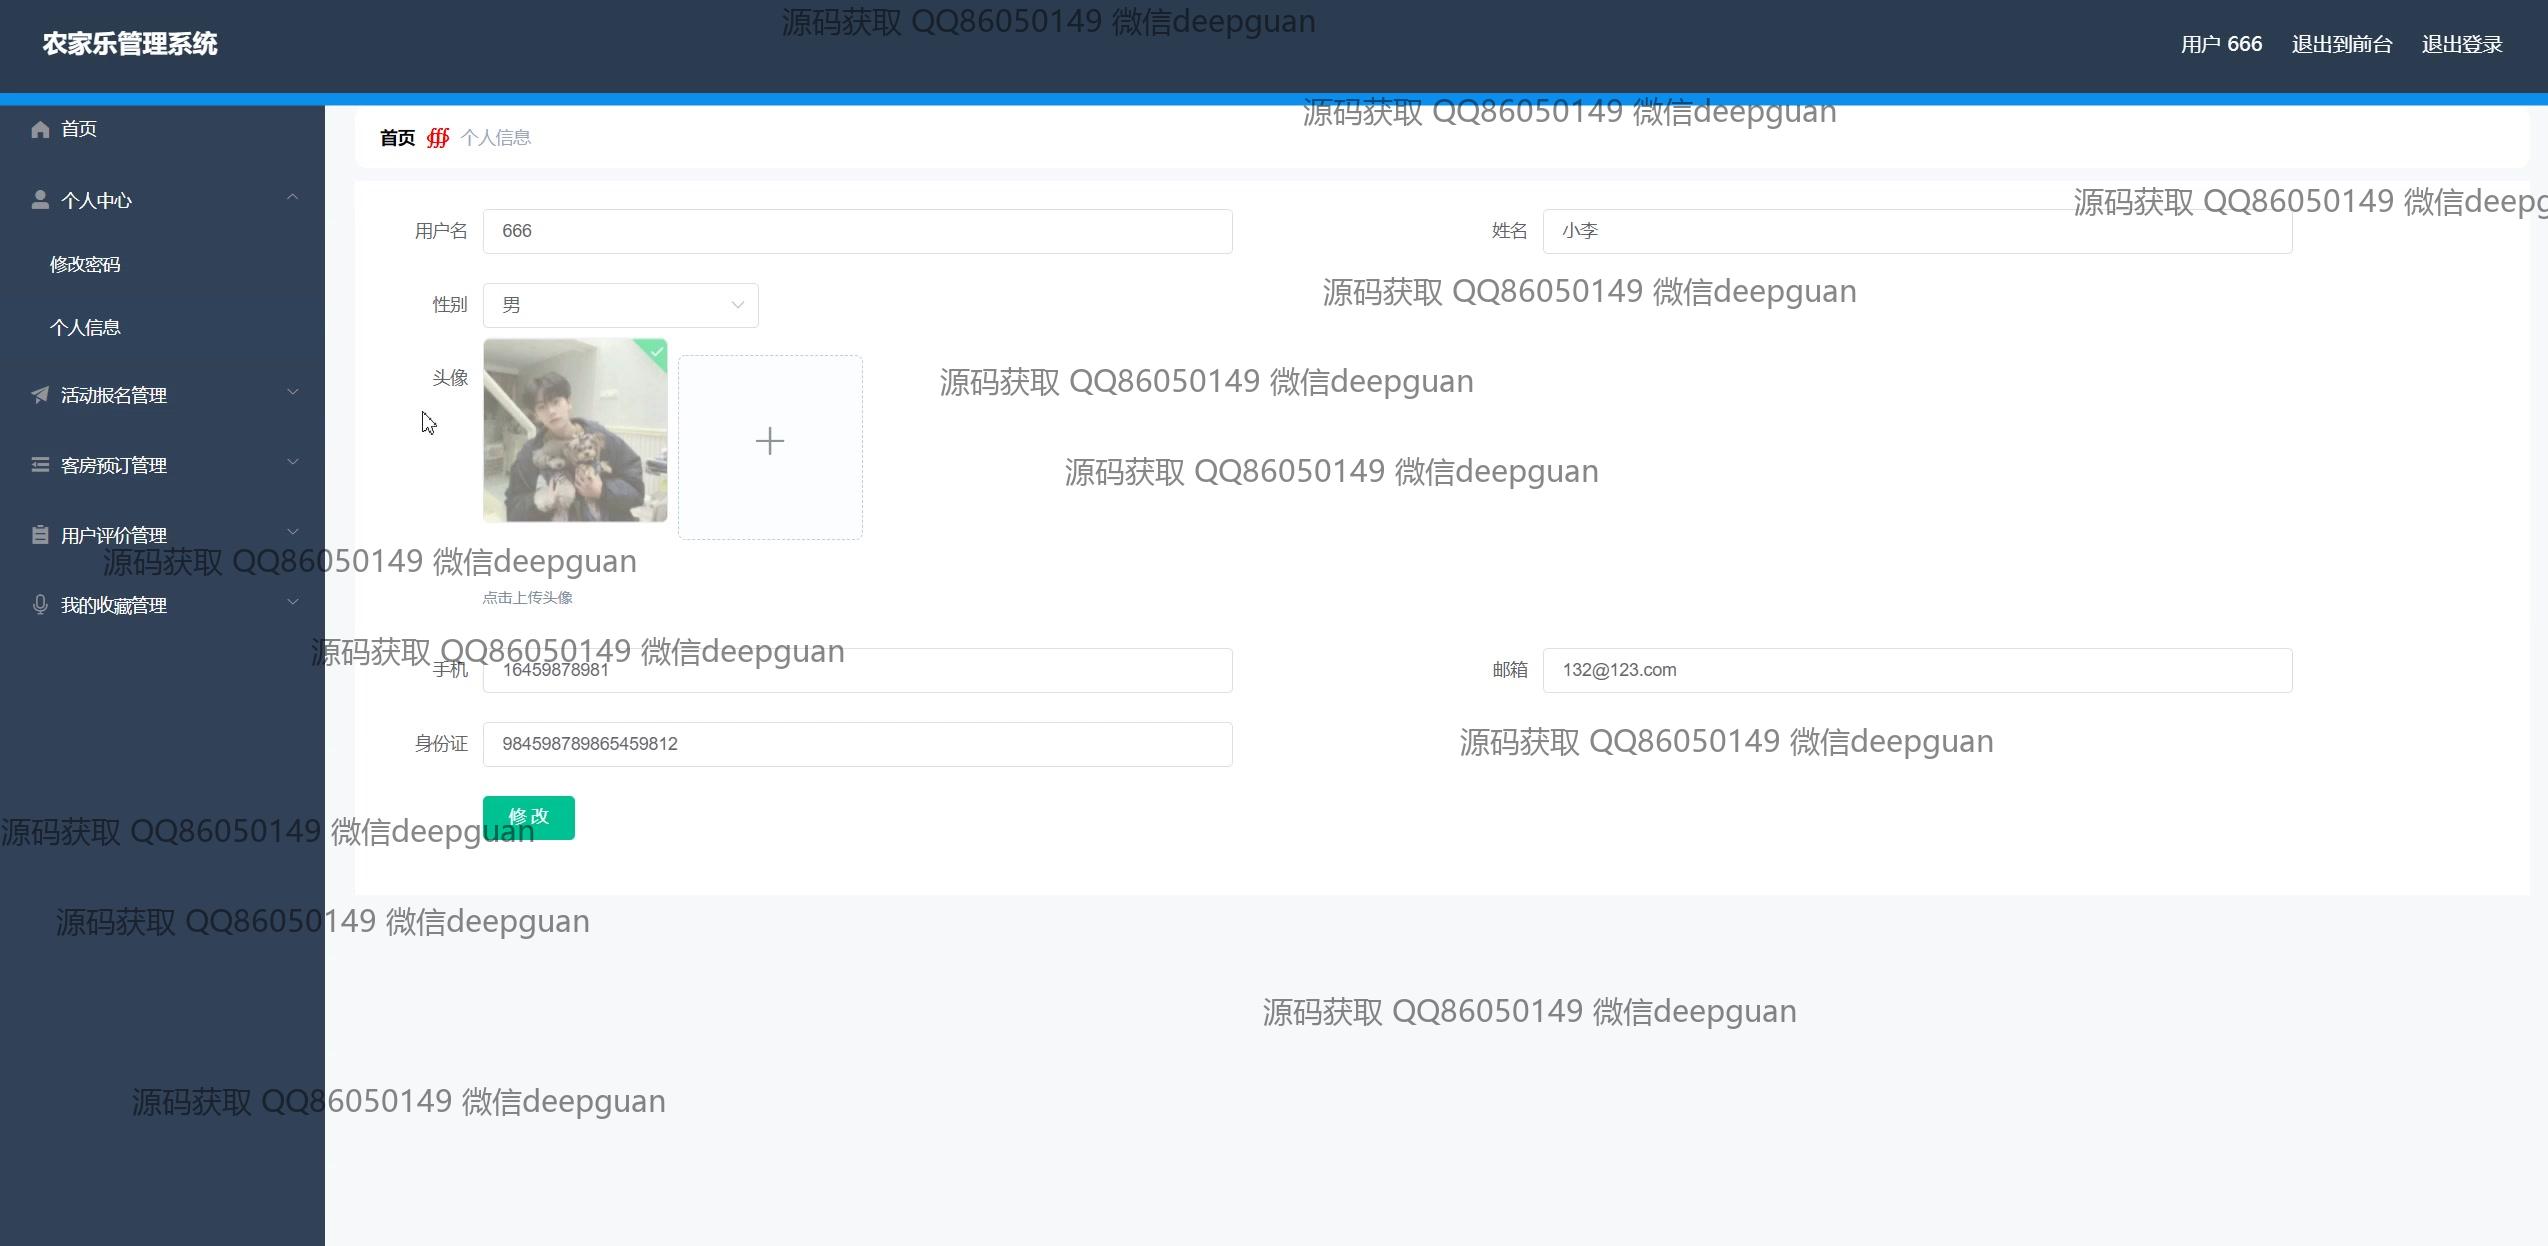 源码获取 QQ86050149 微信deepguan
农家乐管理系统
用户 666 退出到前台 退出登录
源码获取 QQ86050149 微信deepguan
首页
首页 个人信息
源码获取 QQ86050149 微信deepg
个人中心
用户名 666
姓名 小李
修改密码
源码获取 QQ86050149 微信deepguan
性别 男
个人信息
头像
源码获取 QQ86050149 微信deepguan
活动报名管理
客房预订管理
源码获取 QQ86050149 微信deepguan
用户评价管理
源码获取 QQ86050149 微信deepguan
点击上传头像
我的收藏管理
源码获取 QQ86050149 微信deepguan
手机 16459878981
邮箱 132@123.com
身份证 984598789865459812
源码获取 QQ86050149 微信deepguan
修改
源码获取 QQ86050149 微信deepguan
源码获取 QQ86050149 微信deepguan
源码获取 QQ86050149 微信deepguan
源码获取 QQ86050149 微信deepguan